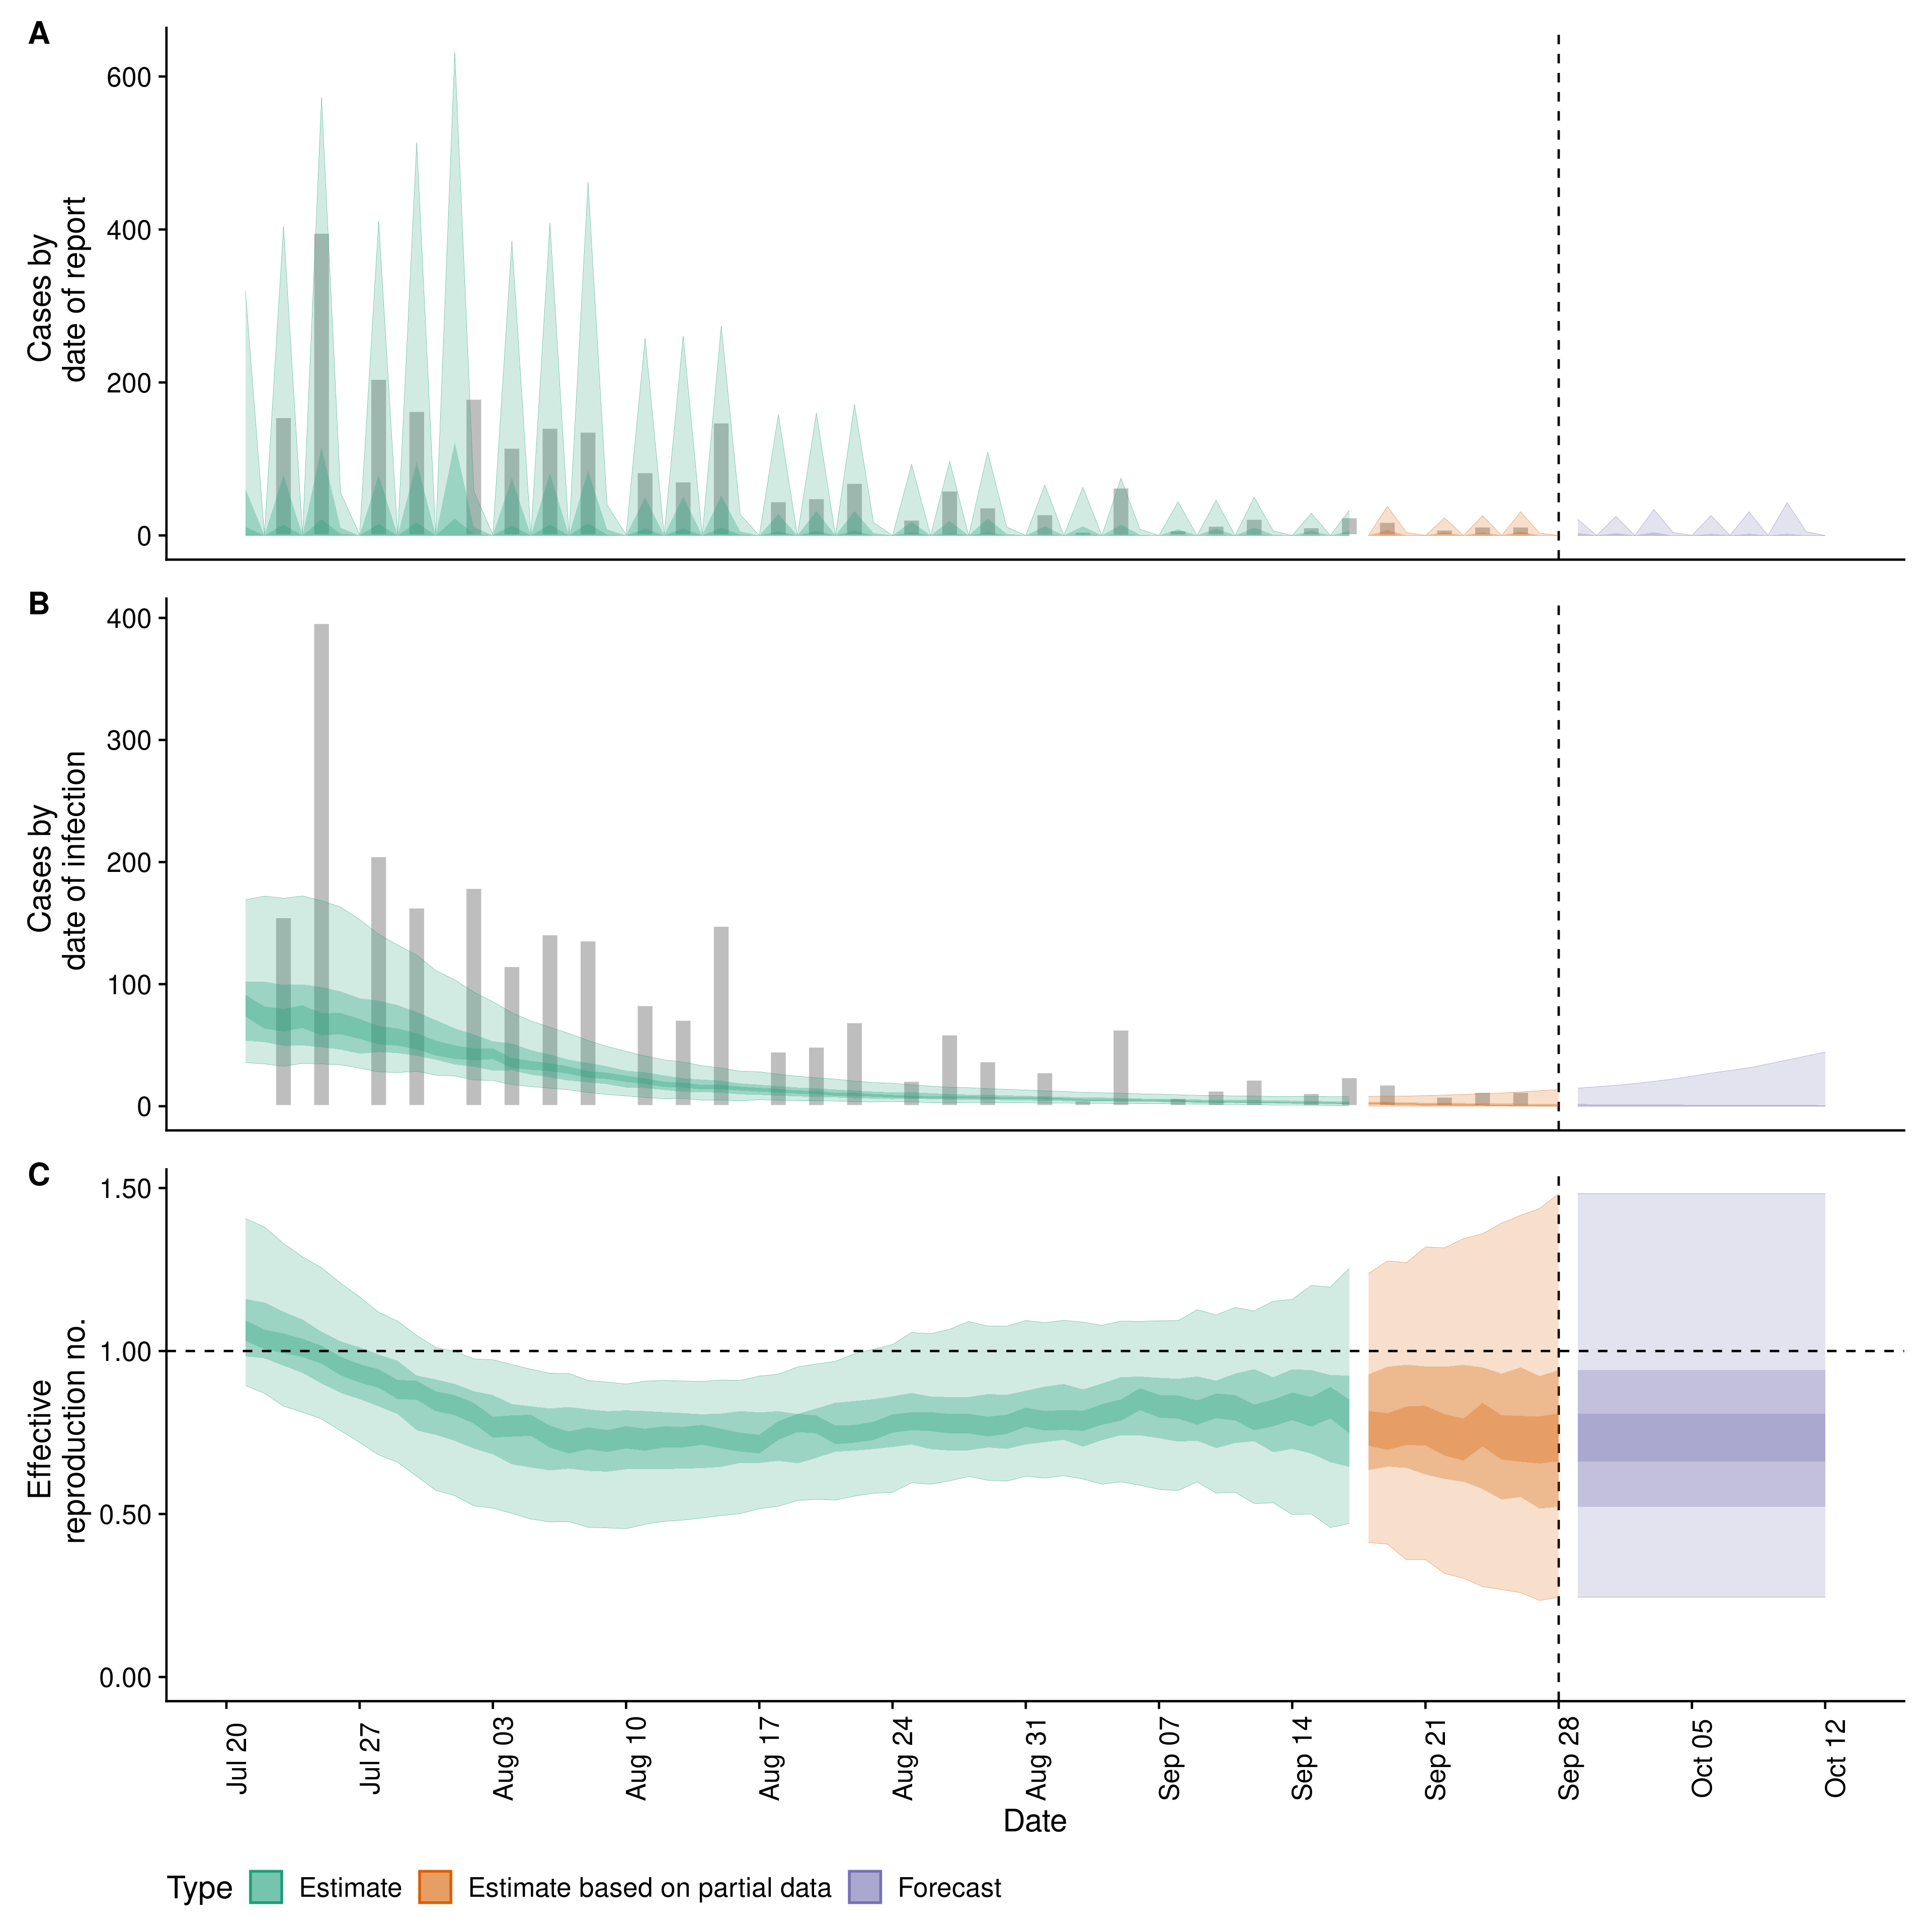 A
600
400
200
0
Cases by
date of report
B
400
300
200
100
0
Cases by
date of infection
C
1.50
1.00
0.50
0.00
Effective
reproduction no.
Jul 20
Jul 27
Aug 03
Aug 10
Aug 17
Aug 24
Aug 31
Sep 07
Sep 14
Sep 21
Sep 28
Oct 05
Oct 12
Date
Type Estimate Estimate based on partial data Forecast